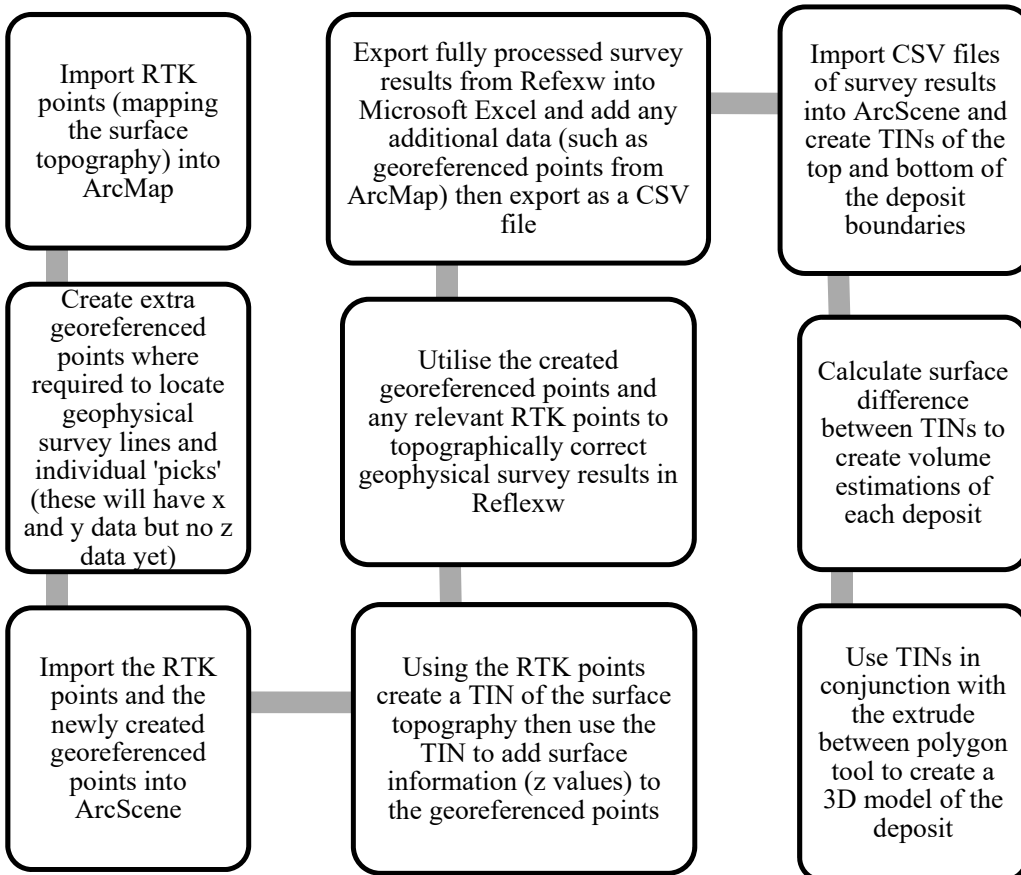 Import RTK
points (mapping
the surface
topography) into
ArcMap
Create extra
georeferenced
points where
required to locate
geophysical
survey lines and
individual 'picks'
(these will have x
and y data but no z
data yet)
Import the RTK
points and the
newly created
georeferenced
points into
ArcScene
Using the RTK points
create a TIN of the surface
topography then use the
TIN to add surface
information (z values) to
the georeferenced points
Utilise the created
georeferenced points and
any relevant RTK points to
topographically correct
geophysical survey results in
Reflexw
Export fully processed survey
results from Refexw into
Microsoft Excel and add any
additional data (such as
georeferenced points from
ArcMap) then export as a CSV
file
Import CSV files
of survey results
into ArcScene and
create TINs of the
top and bottom of
the deposit
boundaries
Calculate surface
difference
between TINs to
create volume
estimations of
each deposit
Use TINs in
conjunction with
the extrude
between polygon
tool to create a
3D model of the
deposit